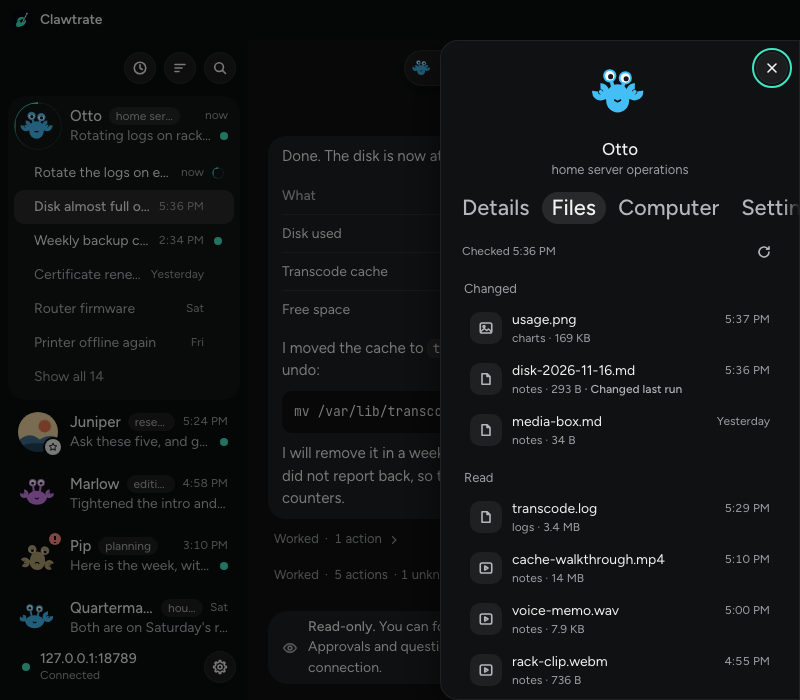 Clawtrate
Otto home ser... now
Rotating logs on rack...
Rotate the logs on e... now
Disk almost full o... 5:36 PM
Weekly backup c... 2:34 PM
Certificate rene... Yesterday
Router firmware Sat
Printer offline again Fri
Show all 14
Juniper rese... 5:24 PM
Ask these five, and g...
Marlow editi... 4:58 PM
Tightened the intro and...
Pip planning 3:10 PM
Here is the week, wit...
Quarterma... hou... Sat
Both are on Saturday's r...
127.0.0.1:18789
Connected
Done. The disk is now at
What
Disk used
Transcode cache
Free space
I moved the cache to t
undo:
mv /var/lib/transco
I will remove it in a week
did not report back, so t
counters.
Worked · 1 action
Worked · 5 actions · 1 unkn
Read-only. You can fo
Approvals and questi
connection.
Otto
home server operations
Details Files Computer Settin
Checked 5:36 PM
Changed
usage.png 5:37 PM
charts · 169 KB
disk-2026-11-16.md 5:36 PM
notes · 293 B · Changed last run
media-box.md Yesterday
notes · 34 B
Read
transcode.log 5:29 PM
logs · 3.4 MB
cache-walkthrough.mp4 5:10 PM
notes · 14 MB
voice-memo.wav 5:00 PM
notes · 7.9 KB
rack-clip.webm 4:55 PM
notes · 736 B